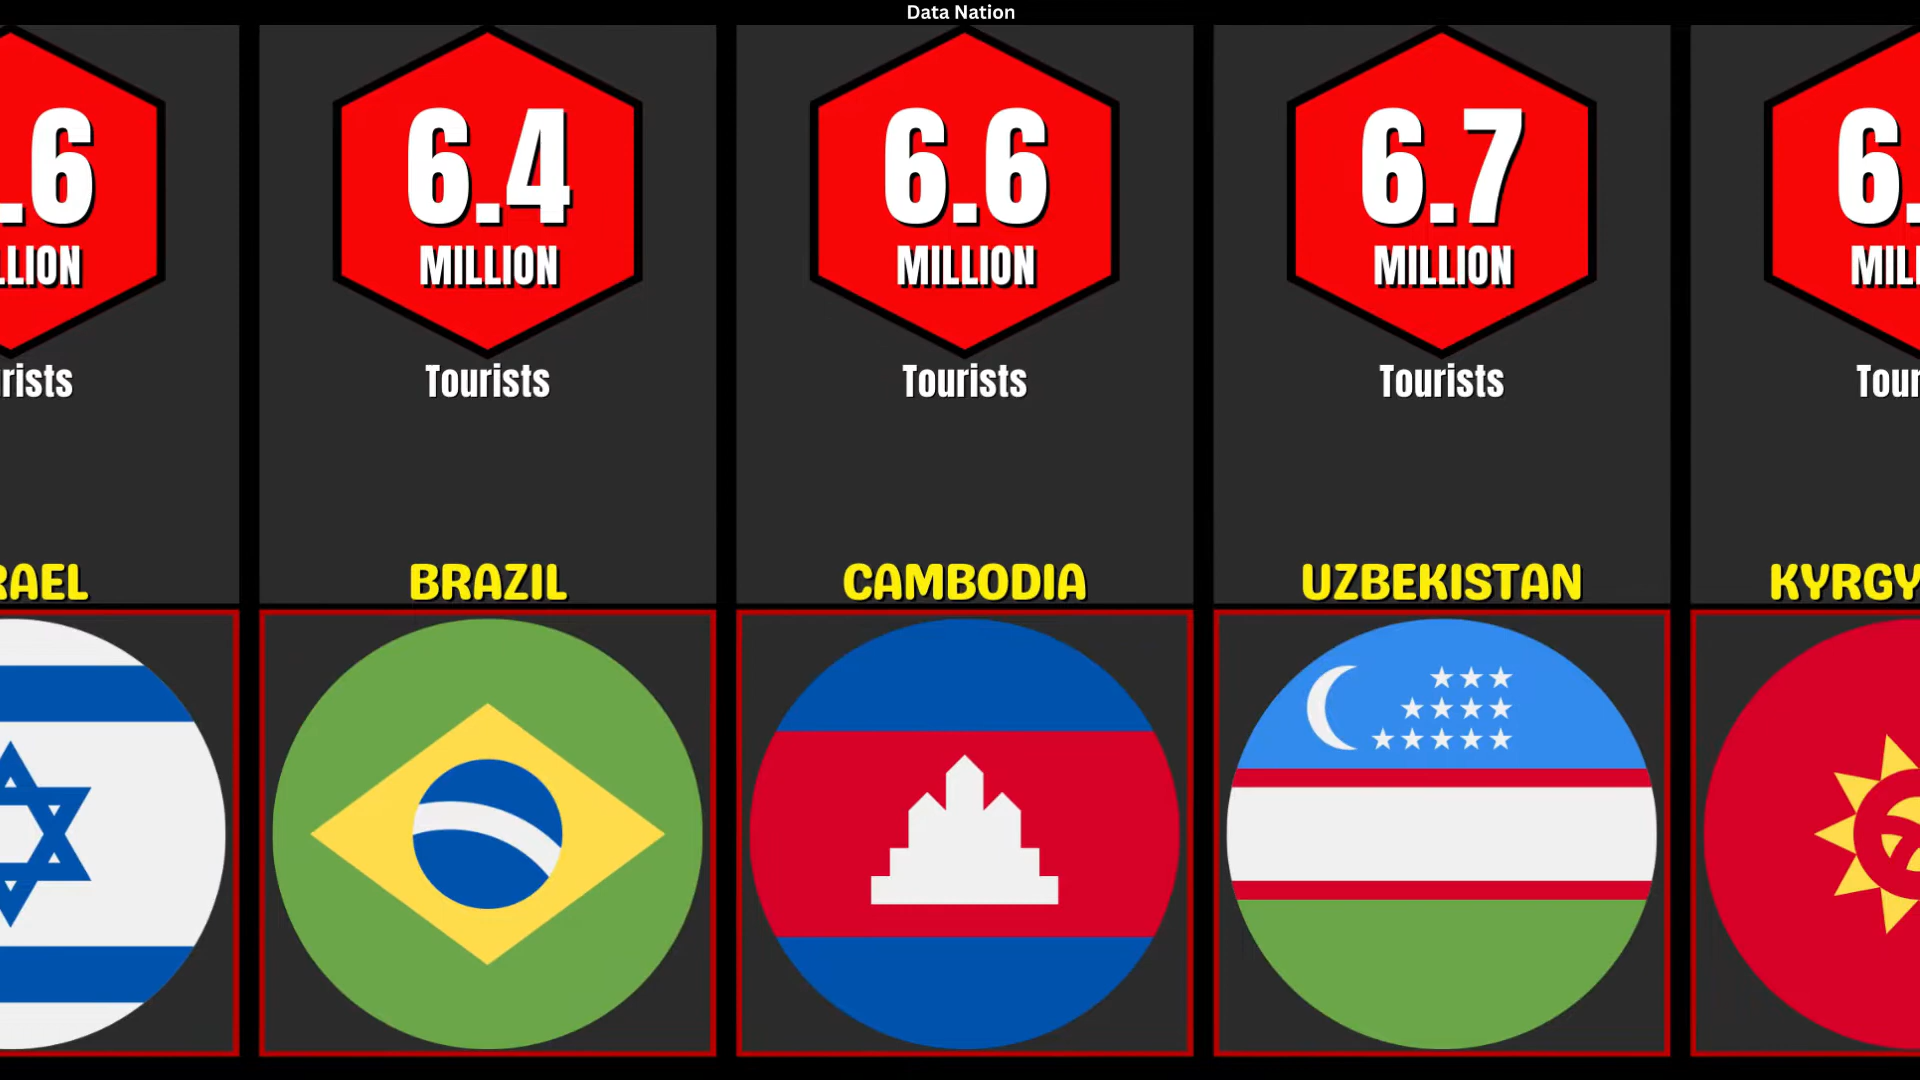 Data Nation
.6
LLION
rists
RAEL
6.4
MILLION
Tourists
BRAZIL
6.6
MILLION
Tourists
CAMBODIA
6.7
MILLION
Tourists
UZBEKISTAN
6.
MILL
Tour
KYRGY